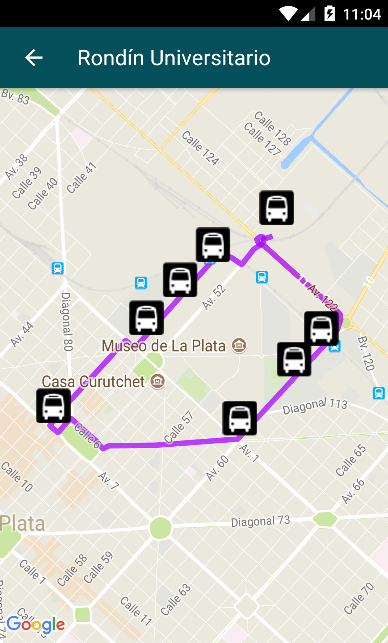 11:04
Rondín Universitario
Bv. 83
Calle 128
Calle 127
Calle 124
Av. 38
Calle 39
Calle 40
Calle 41
Av. 52
Av. 122
Diagonal 80
Av. 44
Bv. 120
Museo de La Plata
Casa Curutchet
Calle 6
Calle 57
Diagonal 113
Av. 1
Av. 60
Calle 65
Calle 10
Av. 7
Av. 66
Plata
Diagonal 73
Calle 58
Calle 59
Calle 1
Calle 63
Calle 11
Google